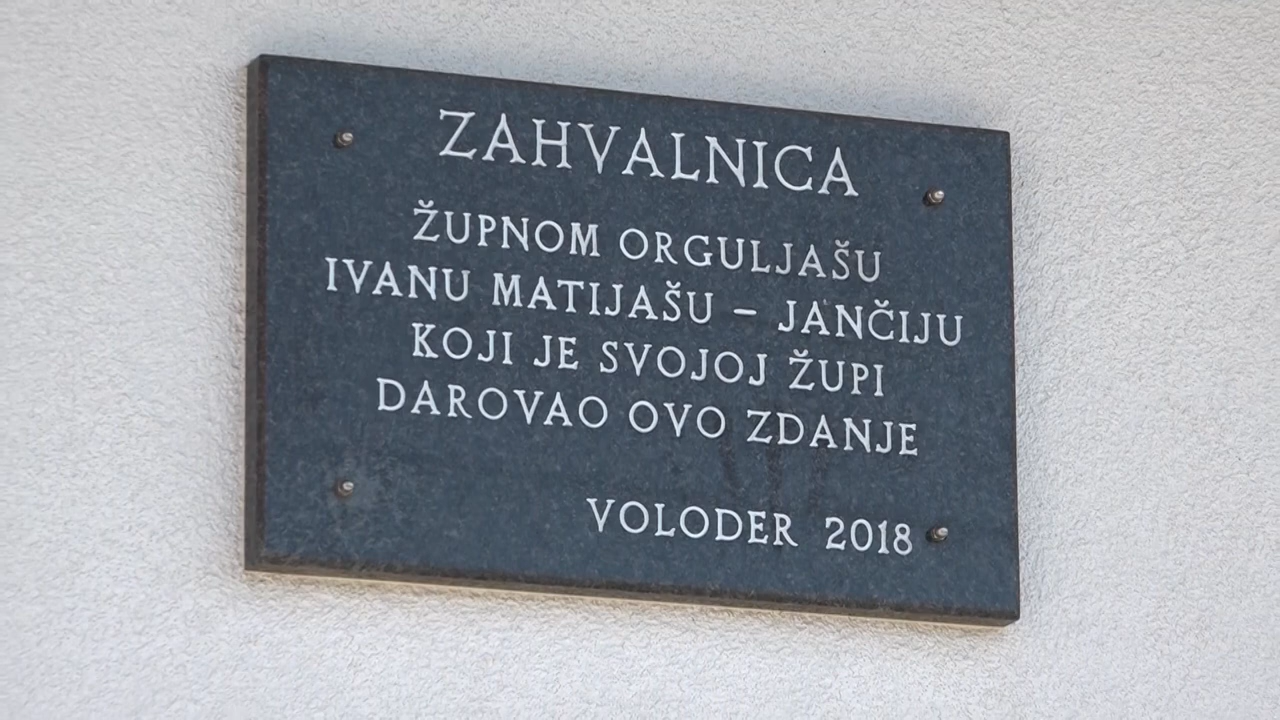 ZAHVALNICA
ŽUPNOM ORGULJAŠU
IVANU MATIJAŠU – JANČIJU
KOJI JE SVOJOJ ŽUPI
DAROVAO OVO ZDANJE
VOLODER 2018